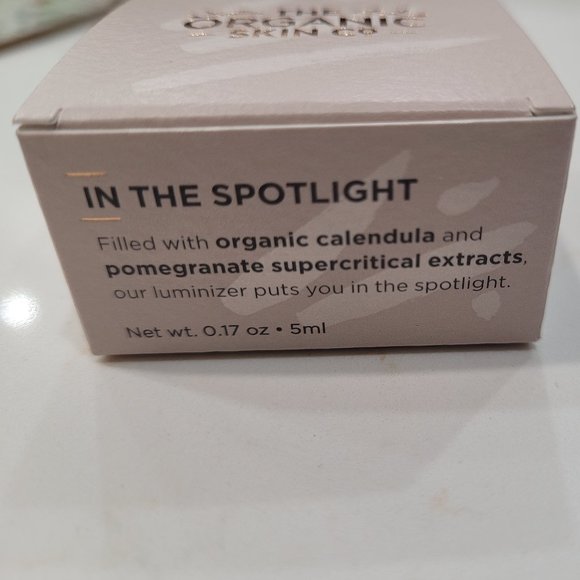 THE
ORGANIC
SKIN CO
IN THE SPOTLIGHT
Filled with organic calendula and
pomegranate supercritical extracts,
our luminizer puts you in the spotlight.
Net wt. 0.17 oz • 5ml